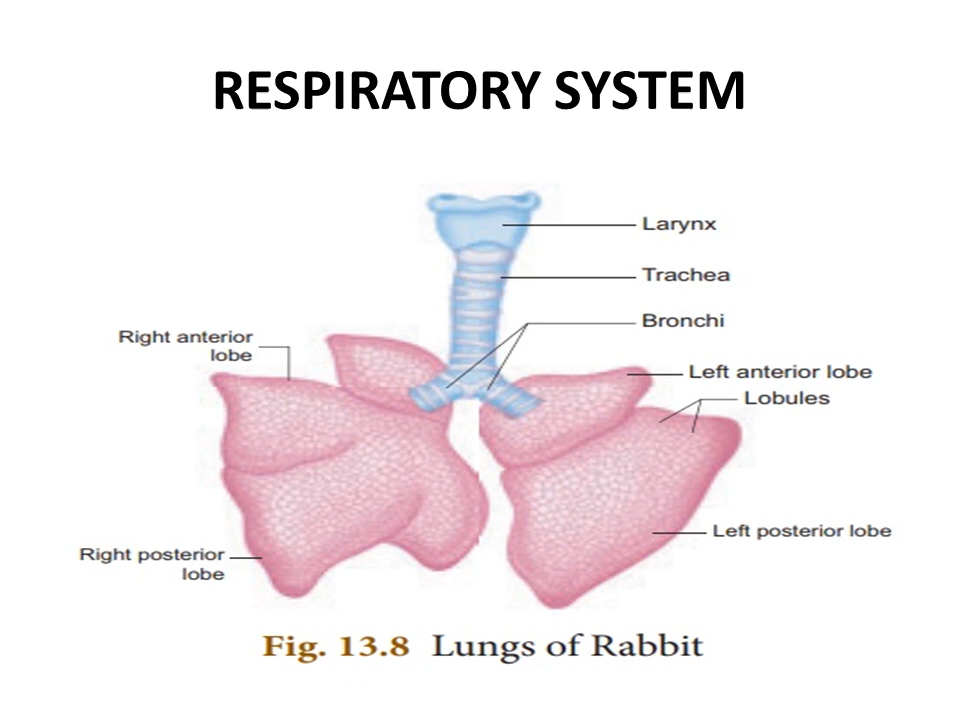 RESPIRATORY SYSTEM
Larynx
Trachea
Bronchi
Right anterior
lobe
Left anterior lobe
Lobules
Left posterior lobe
Right posterior
lobe
Fig. 13.8 Lungs of Rabbit